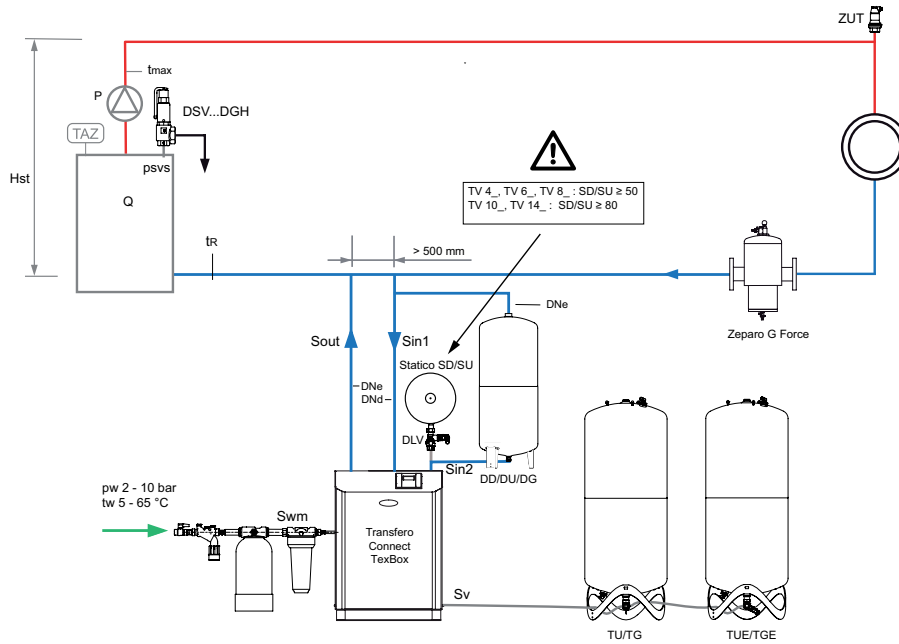 ZUT
tmax
P
DSV...DGH
TAZ
psvs
Hst
Q
TV 4_, TV 6_, TV 8_ : SD/SU ≥ 50
TV 10_, TV 14_ : SD/SU ≥ 80
tR
> 500 mm
DNe
Zeparo G Force
Sout
Sin1
Statico SD/SU
DNe
DNd
DLV
Sin2
DD/DU/DG
pw 2 - 10 bar
tw 5 - 65 °C
Swm
Transfero
Connect
TexBox
Sv
TU/TG
TUE/TGE